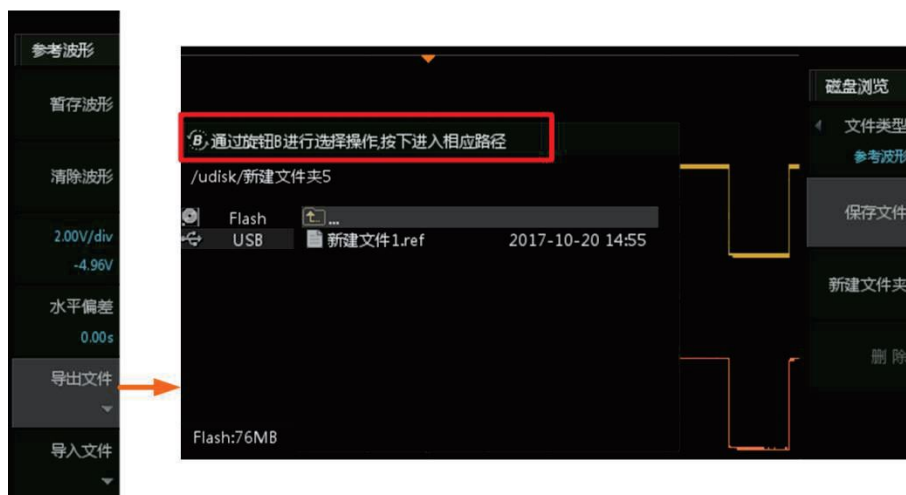 参考波形
暂存波形
清除波形
2.00V/div
-4.96V
水平偏差
0.00s
导出文件
导入文件
B 通过旋钮B进行选择操作,按下进入相应路径
/udisk/新建文件夹5
Flash
...
USB
新建文件1.ref 2017-10-20 14:55
Flash:76MB
磁盘浏览
文件类型
参考波形
保存文件
新建文件夹
删 除